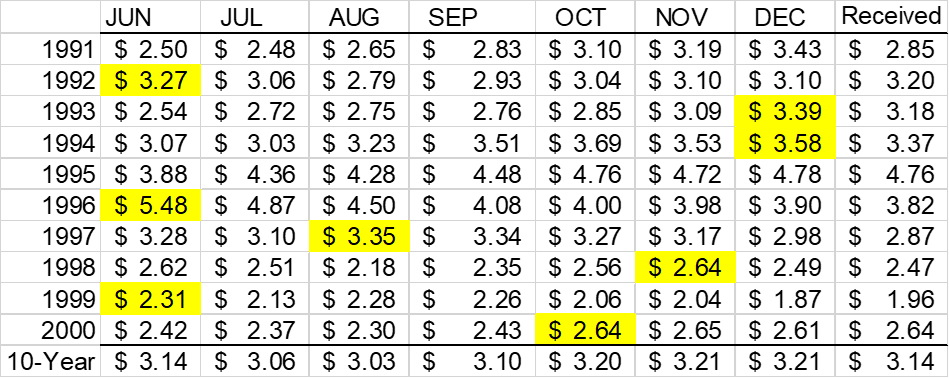 JUN JUL AUG SEP OCT NOV DEC Received
1991 $ 2.50 $ 2.48 $ 2.65 $ 2.83 $ 3.10 $ 3.19 $ 3.43 $ 2.85
1992 $ 3.27 $ 3.06 $ 2.79 $ 2.93 $ 3.04 $ 3.10 $ 3.10 $ 3.20
1993 $ 2.54 $ 2.72 $ 2.75 $ 2.76 $ 2.85 $ 3.09 $ 3.39 $ 3.18
1994 $ 3.07 $ 3.03 $ 3.23 $ 3.51 $ 3.69 $ 3.53 $ 3.58 $ 3.37
1995 $ 3.88 $ 4.36 $ 4.28 $ 4.48 $ 4.76 $ 4.72 $ 4.78 $ 4.76
1996 $ 5.48 $ 4.87 $ 4.50 $ 4.08 $ 4.00 $ 3.98 $ 3.90 $ 3.82
1997 $ 3.28 $ 3.10 $ 3.35 $ 3.34 $ 3.27 $ 3.17 $ 2.98 $ 2.87
1998 $ 2.62 $ 2.51 $ 2.18 $ 2.35 $ 2.56 $ 2.64 $ 2.49 $ 2.47
1999 $ 2.31 $ 2.13 $ 2.28 $ 2.26 $ 2.06 $ 2.04 $ 1.87 $ 1.96
2000 $ 2.42 $ 2.37 $ 2.30 $ 2.43 $ 2.64 $ 2.65 $ 2.61 $ 2.64
10-Year $ 3.14 $ 3.06 $ 3.03 $ 3.10 $ 3.20 $ 3.21 $ 3.21 $ 3.14